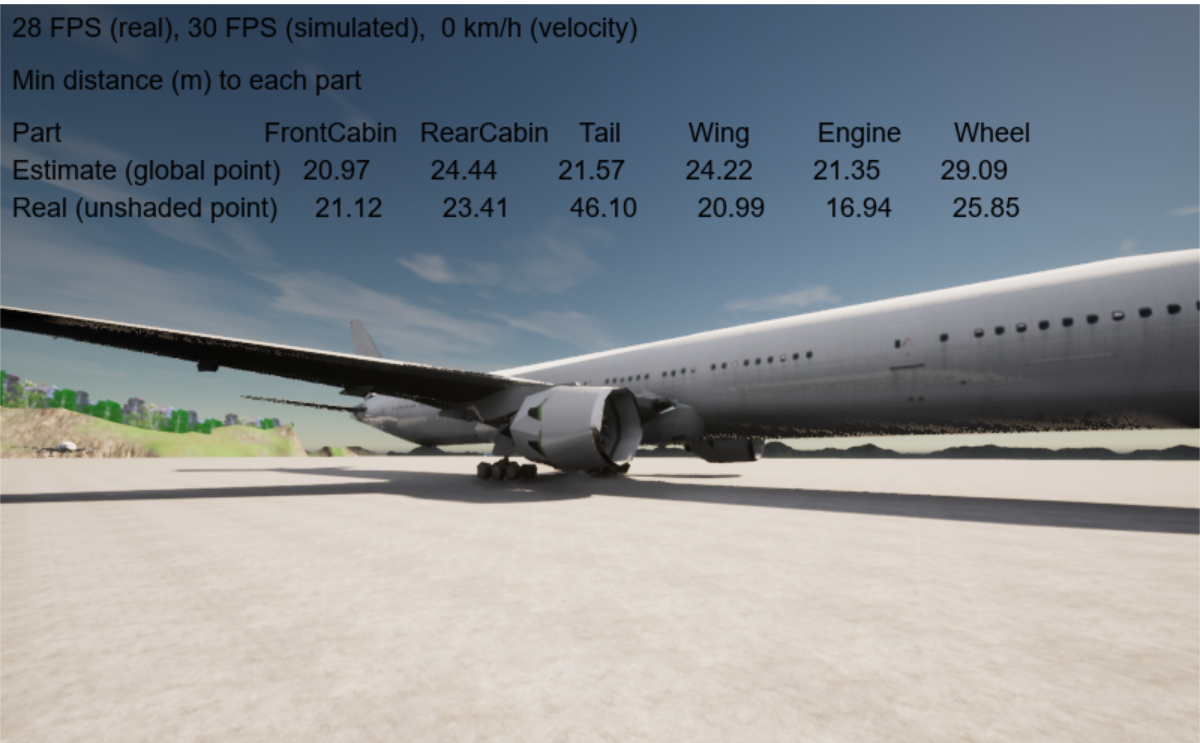 28 FPS (real), 30 FPS (simulated),  0 km/h (velocity)
Min distance (m) to each part
Part FrontCabin RearCabin Tail Wing Engine Wheel
Estimate (global point) 20.97 24.44 21.57 24.22 21.35 29.09
Real (unshaded point) 21.12 23.41 46.10 20.99 16.94 25.85